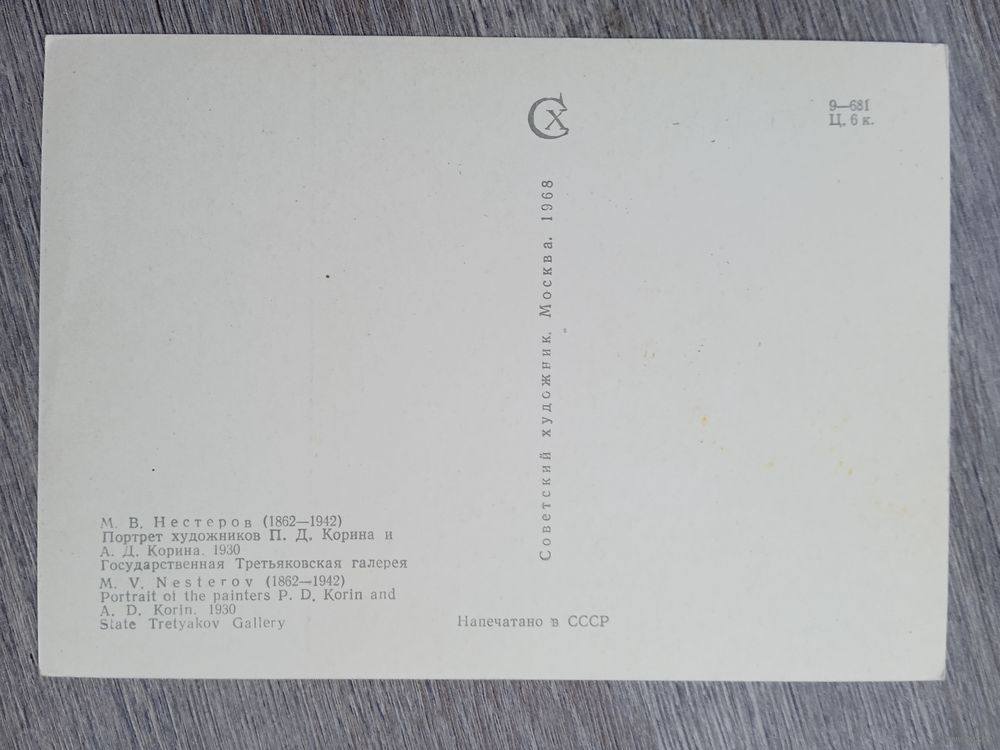 СХ
9—681
Ц. 6 к.
Советский художник. Москва. 1968
М. В. Нестеров (1862—1942)
Портрет художников П. Д. Корина и
А. Д. Корина. 1930
Государственная Третьяковская галерея
M. V. Nesterov (1862—1942)
Portrait of the painters P. D. Korin and
A. D. Korin. 1930
State Tretyakov Gallery
Напечатано в СССР